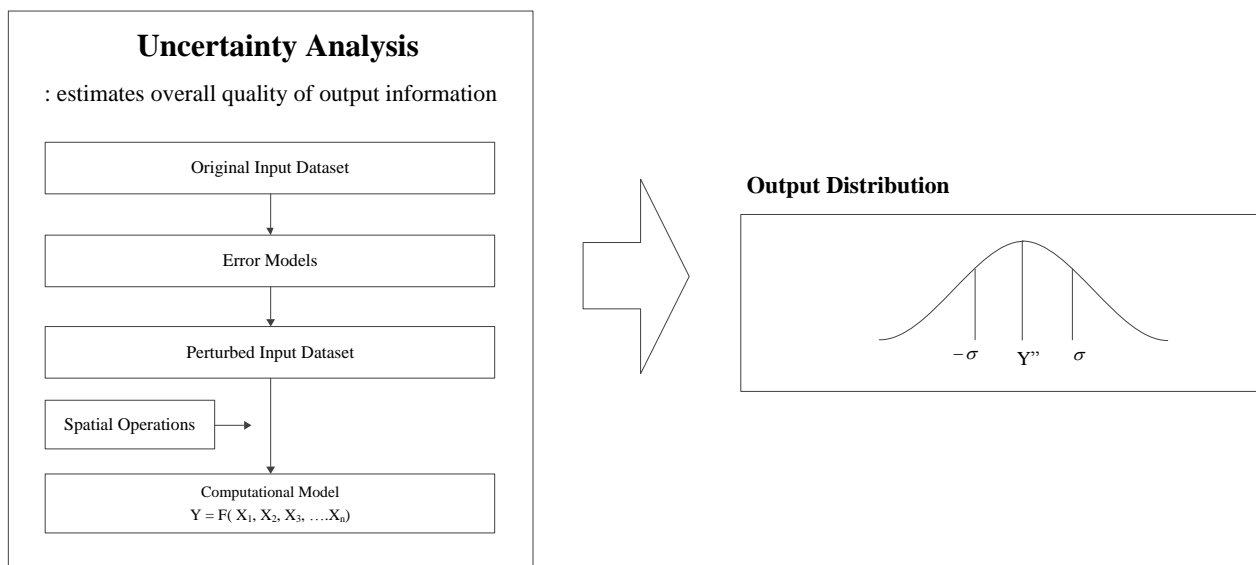 Uncertainty Analysis
: estimates overall quality of output information
Original Input Dataset
Error Models
Perturbed Input Dataset
Spatial Operations
Computational Model
Y = F( X₁, X₂, X₃, ….Xₙ)
Output Distribution
−σ Y” σ